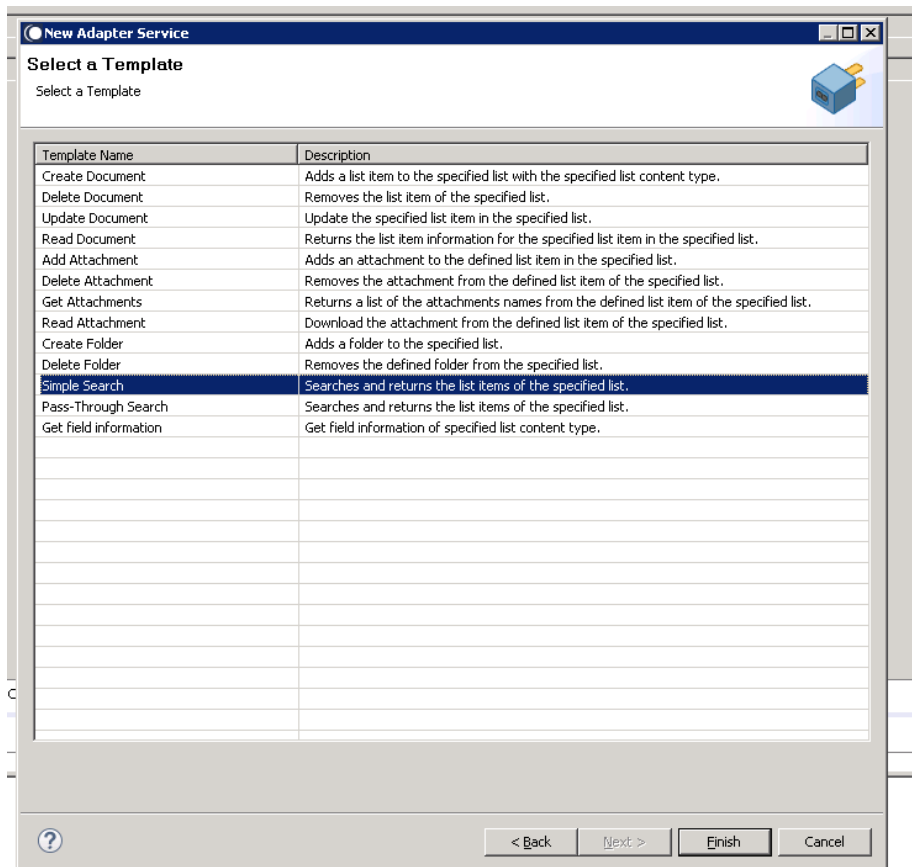 New Adapter Service
Select a Template
Select a Template
Template Name Description
Create Document Adds a list item to the specified list with the specified list content type.
Delete Document Removes the list item of the specified list.
Update Document Update the specified list item in the specified list.
Read Document Returns the list item information for the specified list item in the specified list.
Add Attachment Adds an attachment to the defined list item in the specified list.
Delete Attachment Removes the attachment from the defined list item of the specified list.
Get Attachments Returns a list of the attachments names from the defined list item of the specified list.
Read Attachment Download the attachment from the defined list item of the specified list.
Create Folder Adds a folder to the specified list.
Delete Folder Removes the defined folder from the specified list.
Simple Search Searches and returns the list items of the specified list.
Pass-Through Search Searches and returns the list items of the specified list.
Get field information Get field information of specified list content type.
? < Back Next > Finish Cancel